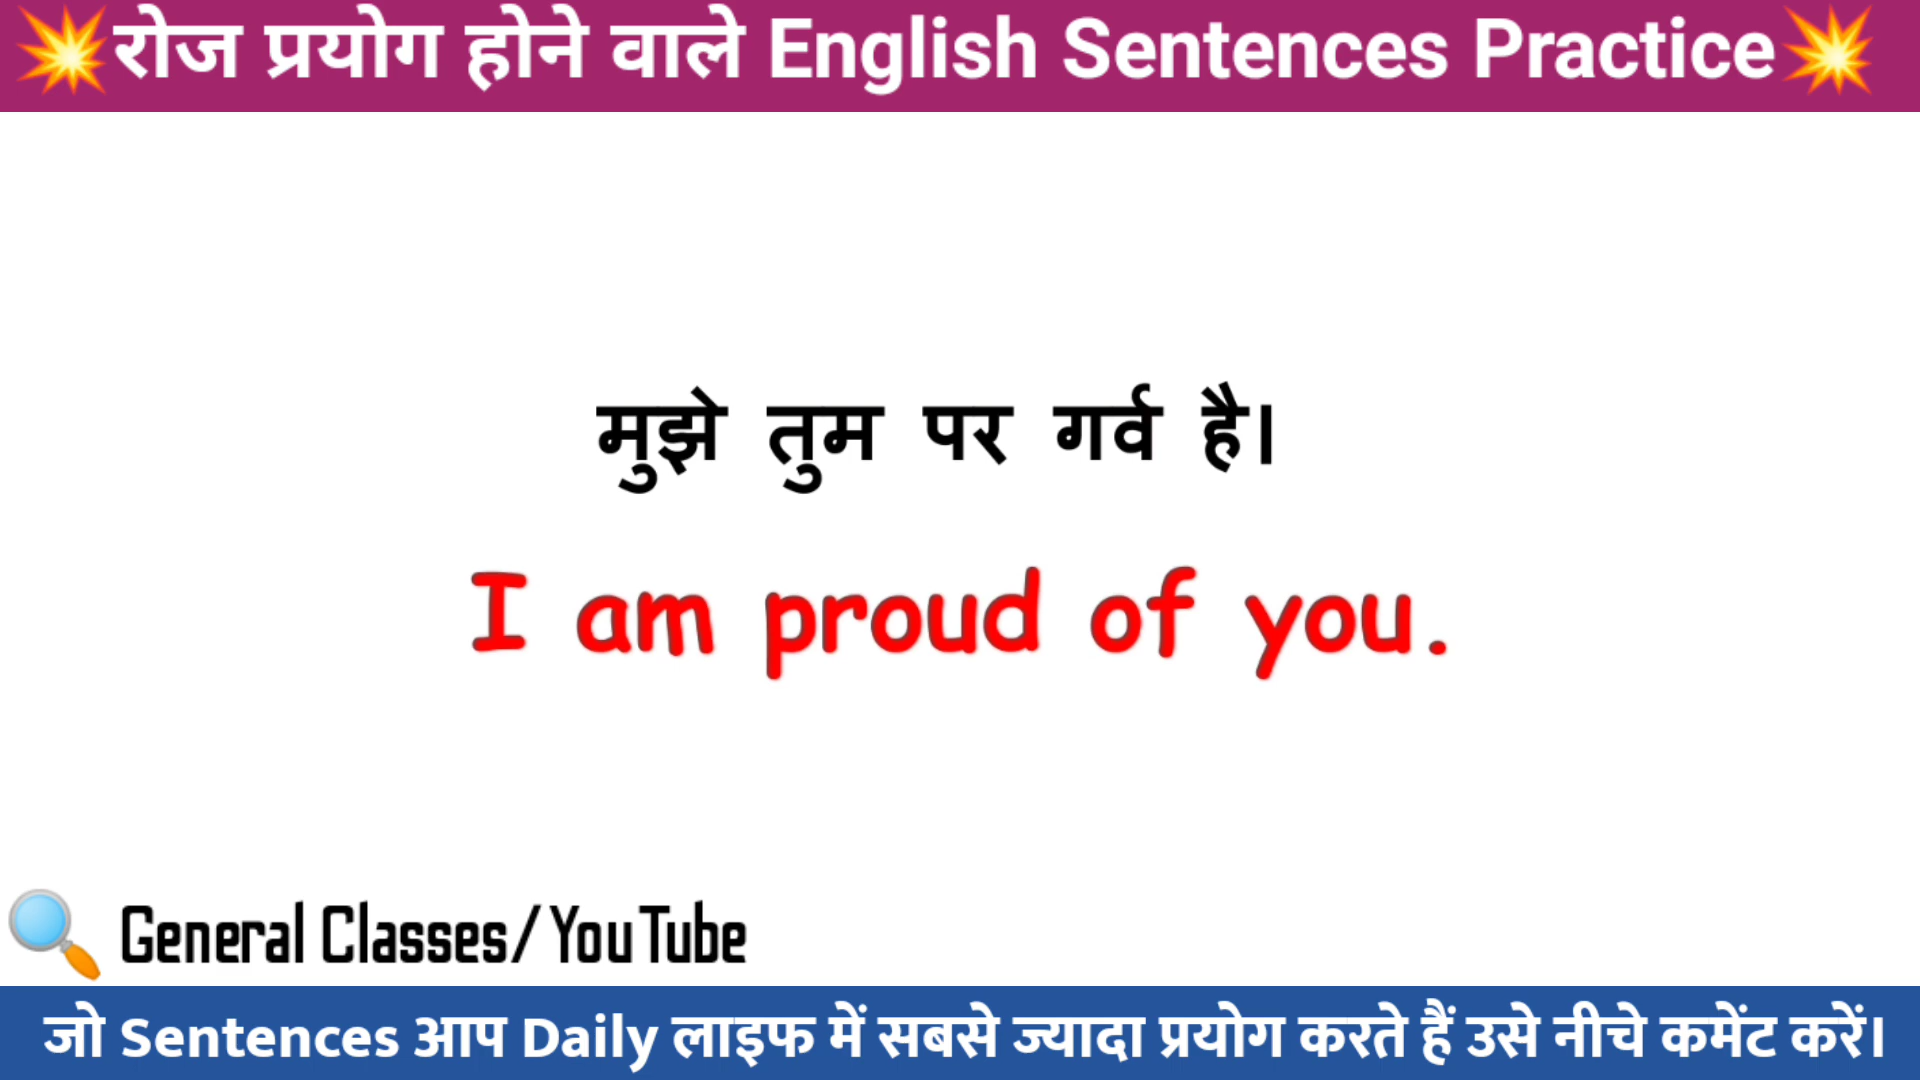 💥रोज प्रयोग होने वाले English Sentences Practice💥
मुझे तुम पर गर्व है।
I am proud of you.
🔍 General Classes/YouTube
जो Sentences आप Daily लाइफ में सबसे ज्यादा प्रयोग करते हैं उसे नीचे कमेंट करें।